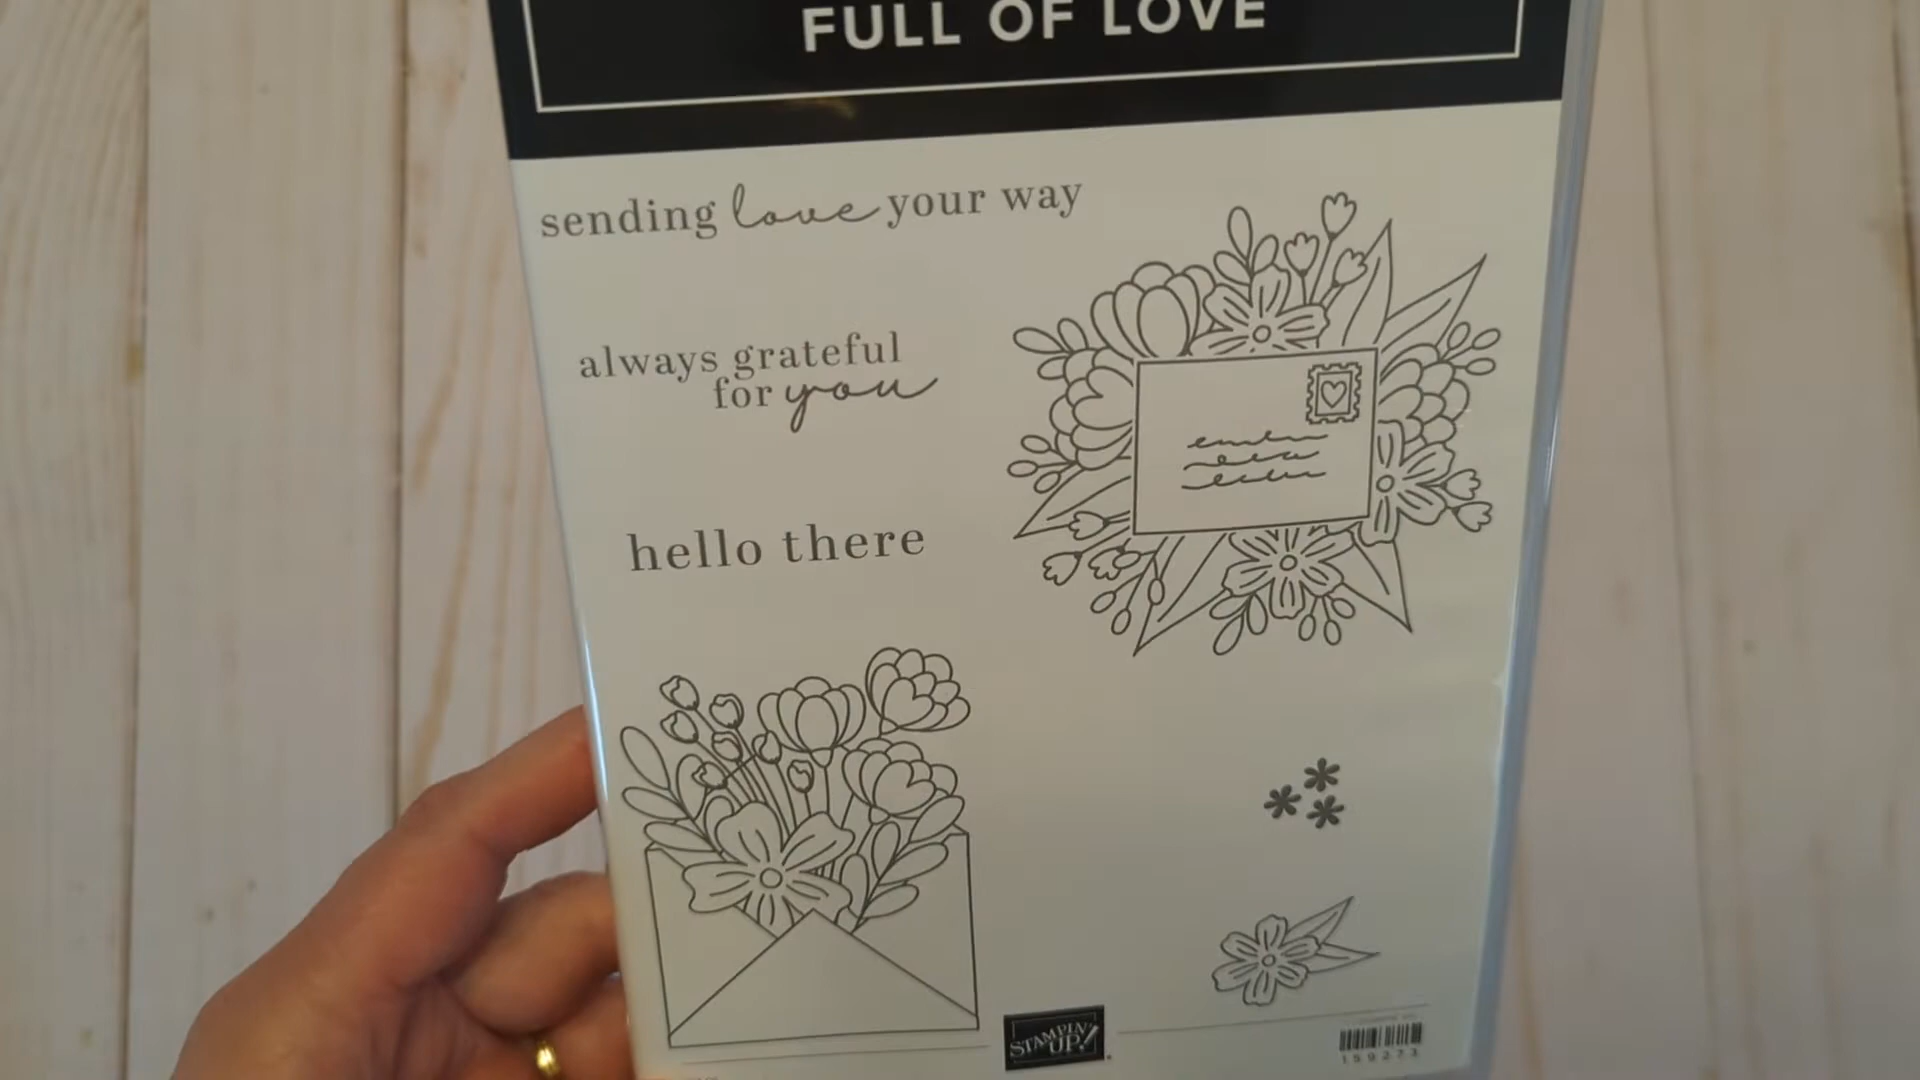 FULL OF LOVE
sending love your way
always grateful
for you
hello there
STAMPIN'
UP!
159273